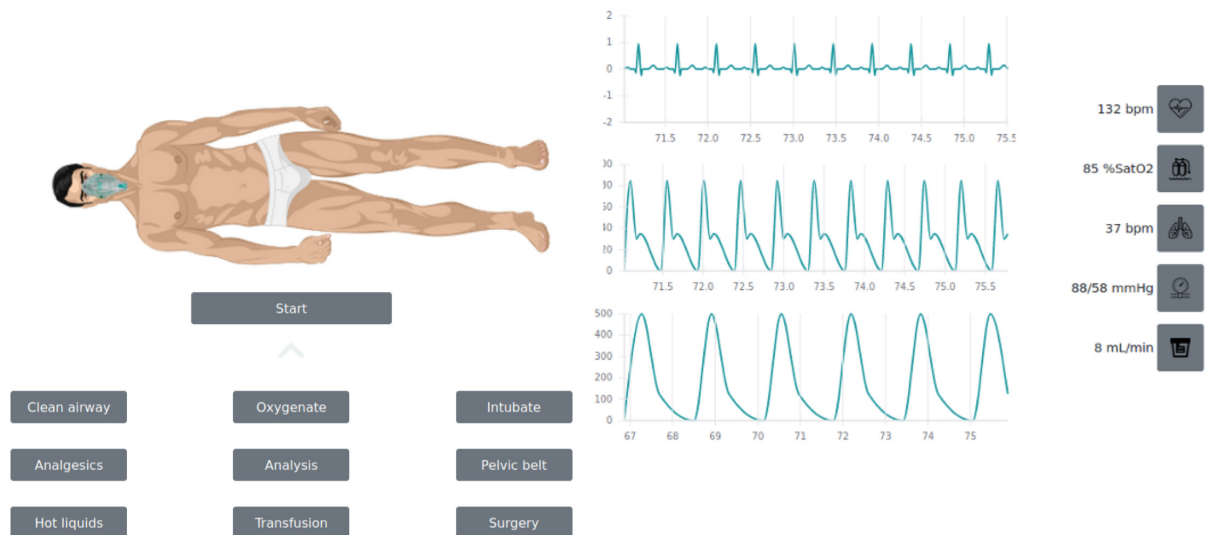 Start
Clean airway
Oxygenate
Intubate
Analgesics
Analysis
Pelvic belt
Hot liquids
Transfusion
Surgery
2
1
0
-1
-2
71.5 72.0 72.5 73.0 73.5 74.0 74.5 75.0 75.5
0
71.5 72.0 72.5 73.0 73.5 74.0 74.5 75.0 75.5
500
400
300
200
100
0
67 68 69 70 71 72 73 74 75
132 bpm
85 %SatO2
37 bpm
88/58 mmHg
8 mL/min